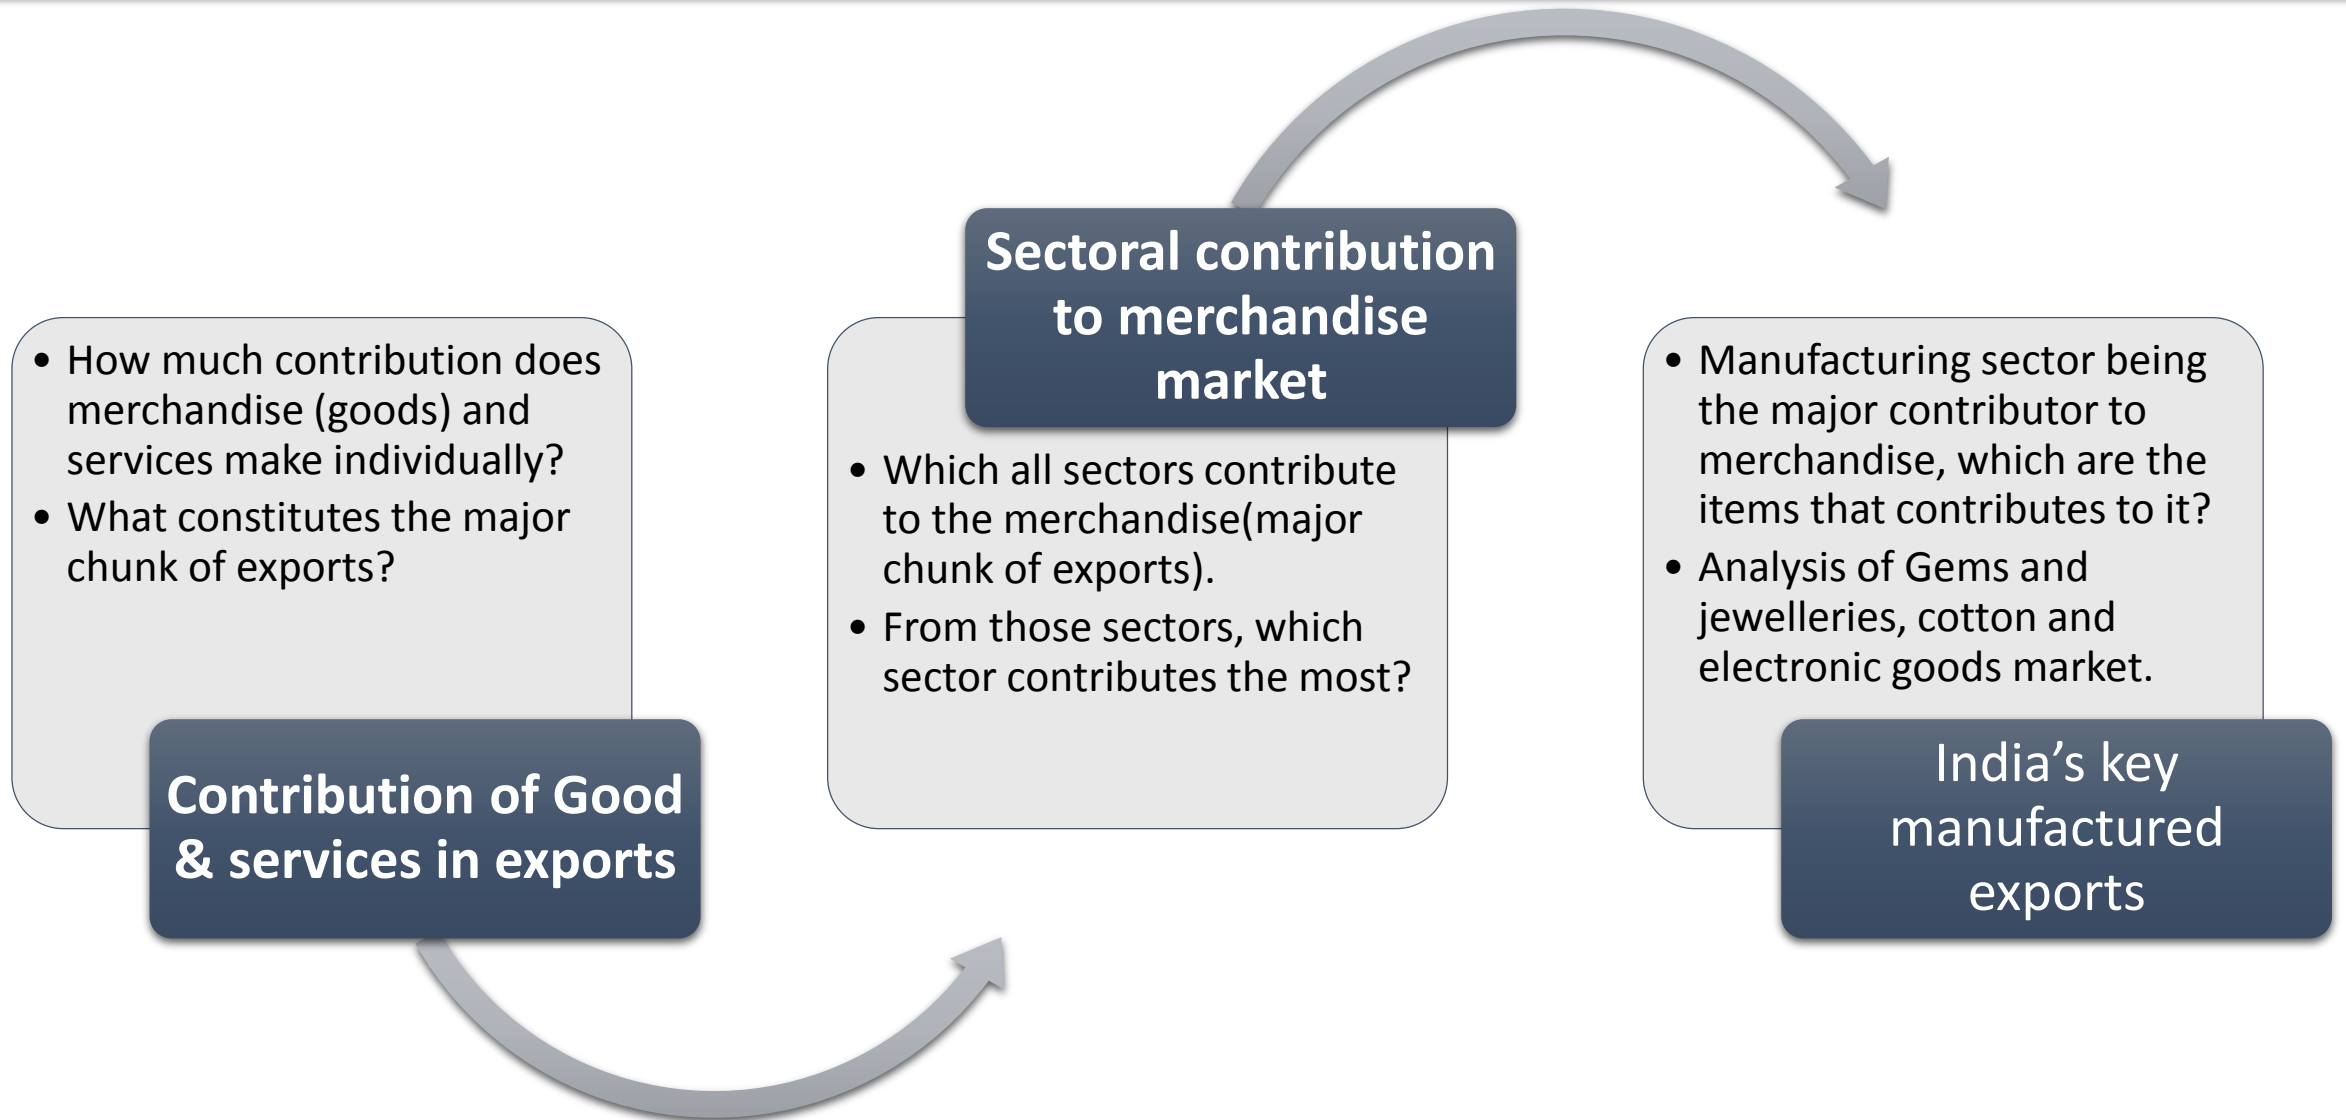 • How much contribution does
merchandise (goods) and
services make individually?
• What constitutes the major
chunk of exports?
Contribution of Good
& services in exports
Sectoral contribution
to merchandise
market
• Which all sectors contribute
to the merchandise(major
chunk of exports).
• From those sectors, which
sector contributes the most?
• Manufacturing sector being
the major contributor to
merchandise, which are the
items that contributes to it?
• Analysis of Gems and
jewelleries, cotton and
electronic goods market.
India’s key
manufactured
exports